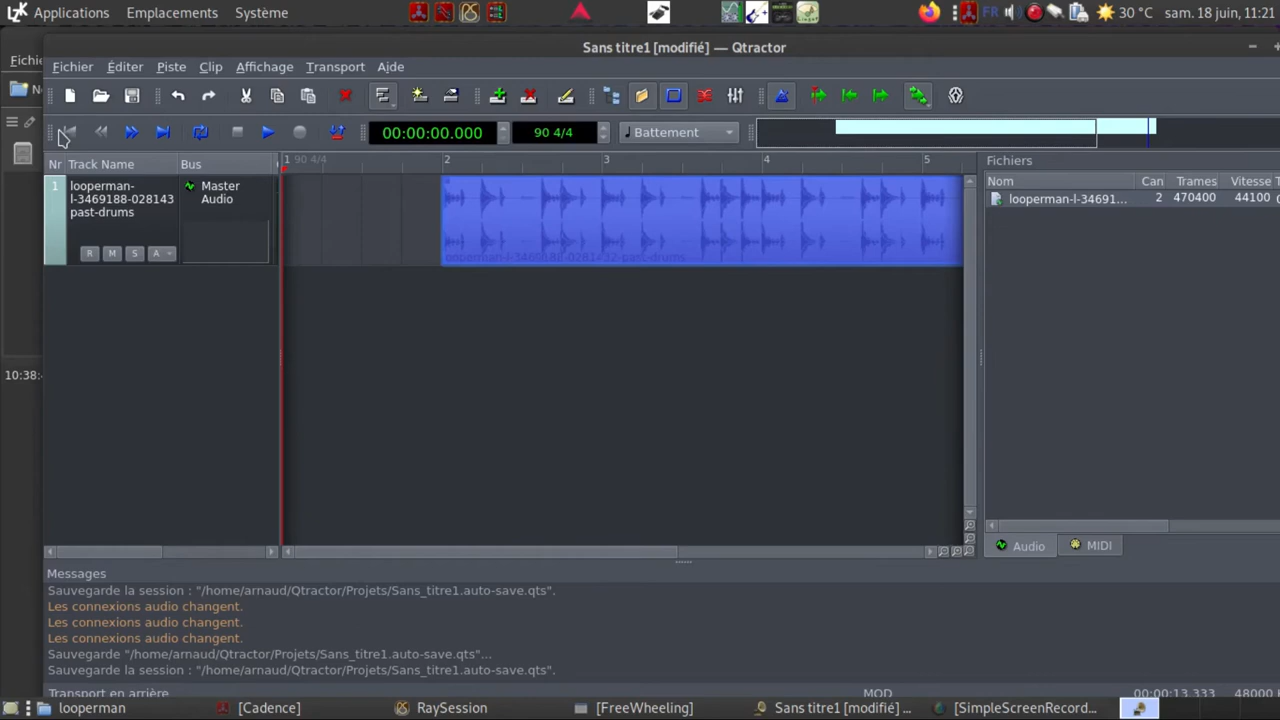 Applications Emplacements Système FR 30 °C sam. 18 juin, 11:21
Sans titre1 [modifié] — Qtractor
Fichie
Fichier Éditer Piste Clip Affichage Transport Aide
00:00:00.000 90 4/4 Battement
Nr Track Name Bus 1 90 4/4 2 3 4 5 Fichiers
Nom Can Trames Vitesse
1 looperman- Master
l-3469188-028143 Audio
past-drums
looperman-l-34691... 2 470400 44100
R M S A
Audio MIDI
10:38:
Messages
Sauvegarde la session : "/home/arnaud/Qtractor/Projets/Sans_titre1.auto-save.qts".
Les connexions audio changent.
Les connexions audio changent.
Les connexions audio changent.
Sauvegarde "/home/arnaud/Qtractor/Projets/Sans_titre1.auto-save.qts"...
Sauvegarde la session : "/home/arnaud/Qtractor/Projets/Sans_titre1.auto-save.qts".
Transport en arrière MOD 00:00:13.333 48000
looperman [Cadence] RaySession [FreeWheeling] Sans titre1 [modifié] ... [SimpleScreenRecord...